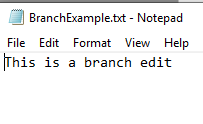 BranchExample.txt - Notepad
File Edit Format View Help
This is a branch edit